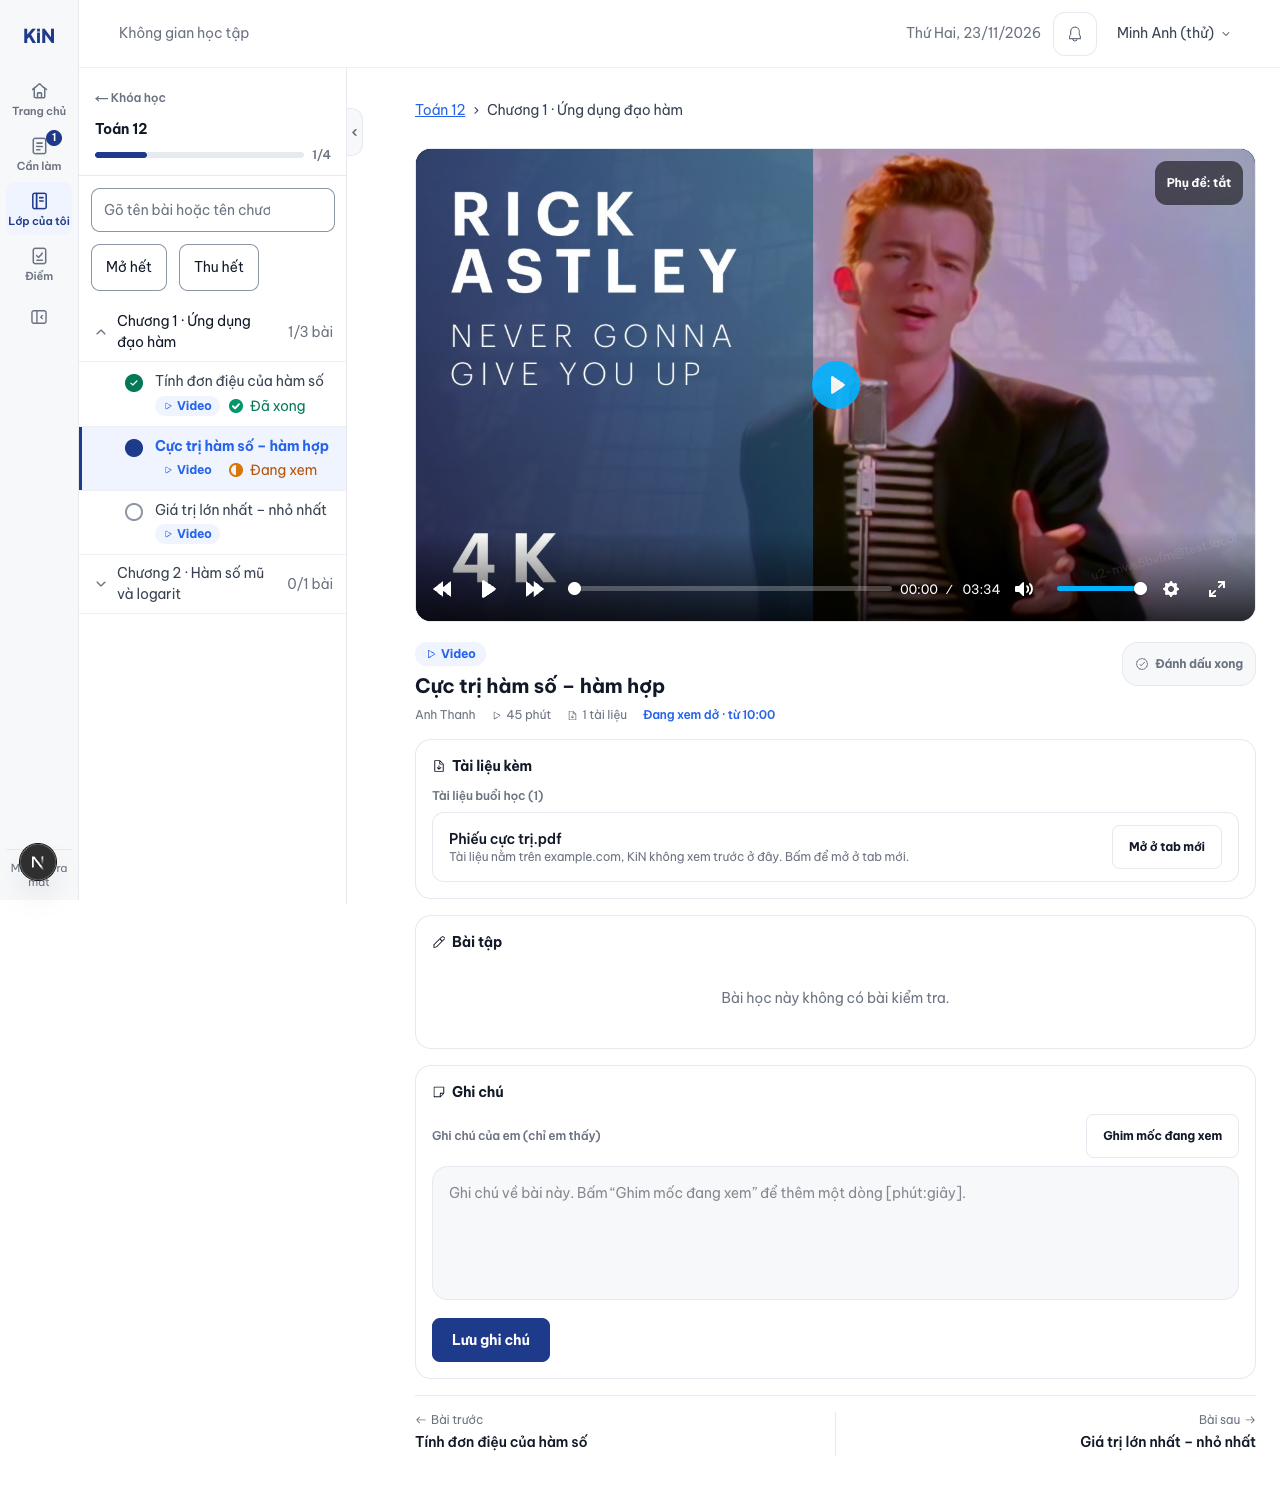 KiN
Không gian học tập
Thứ Hai, 23/11/2026
Minh Anh (thử)
Trang chủ
1
Cần làm
Lớp của tôi
Điểm
N
Khóa học
Toán 12
1/4
Gõ tên bài hoặc tên chươ
Mở hết
Thu hết
Chương 1 · Ứng dụng
đạo hàm
1/3 bài
Tính đơn điệu của hàm số
Video
Đã xong
Cực trị hàm số – hàm hợp
Video
Đang xem
Giá trị lớn nhất – nhỏ nhất
Video
Chương 2 · Hàm số mũ
và logarit
0/1 bài
Toán 12 › Chương 1 · Ứng dụng đạo hàm
Phụ đề: tắt
RICK
ASTLEY
NEVER GONNA
GIVE YOU UP
4K
00:00 / 03:34
Video
Đánh dấu xong
Cực trị hàm số – hàm hợp
Anh Thanh
45 phút
1 tài liệu
Đang xem dở · từ 10:00
Tài liệu kèm
Tài liệu buổi học (1)
Phiếu cực trị.pdf
Tài liệu nằm trên example.com, KiN không xem trước ở đây. Bấm để mở ở tab mới.
Mở ở tab mới
Bài tập
Bài học này không có bài kiểm tra.
Ghi chú
Ghi chú của em (chỉ em thấy)
Ghim mốc đang xem
Ghi chú về bài này. Bấm “Ghim mốc đang xem” để thêm một dòng [phút:giây].
Lưu ghi chú
← Bài trước
Tính đơn điệu của hàm số
Bài sau →
Giá trị lớn nhất – nhỏ nhất